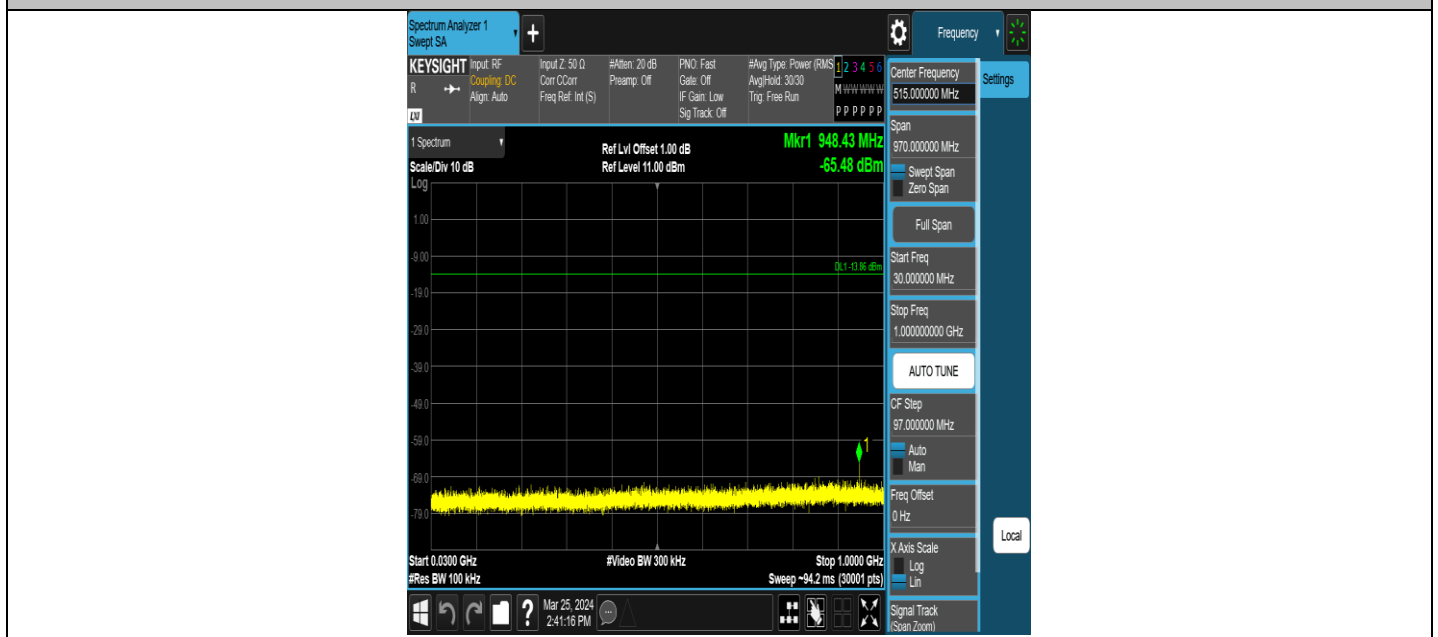 Spectrum Analyzer 1
Swept SA
+
Frequency
KEYSIGHT
R
LXI
Input: RF
Coupling: DC
Align: Auto
Input Z: 50 Ω
Corr CCorr
Freq Ref: Int (S)
#Atten: 20 dB
Preamp: Off
PNO: Fast
Gate: Off
IF Gain: Low
Sig Track: Off
#Avg Type: Power (RMS
Avg|Hold: 30/30
Trig: Free Run
1 2 3 4 5 6
M W W W W W
P P P P P P
1 Spectrum
Scale/Div 10 dB
Log
Ref Lvl Offset 1.00 dB
Ref Level 11.00 dBm
Mkr1 948.43 MHz
-65.48 dBm
1.00
-9.00
-19.0
-29.0
-39.0
-49.0
-59.0
-69.0
-79.0
DL1 -13.86 dBm
1
Start 0.0300 GHz
#Res BW 100 kHz
#Video BW 300 kHz
Stop 1.0000 GHz
Sweep ~94.2 ms (30001 pts)
?
Mar 25, 2024
2:41:16 PM
Center Frequency
515.000000 MHz
Span
970.000000 MHz
Swept Span
Zero Span
Full Span
Start Freq
30.000000 MHz
Stop Freq
1.000000000 GHz
AUTO TUNE
CF Step
97.000000 MHz
Auto
Man
Freq Offset
0 Hz
X Axis Scale
Log
Lin
Signal Track
(Span Zoom)
Settings
Local